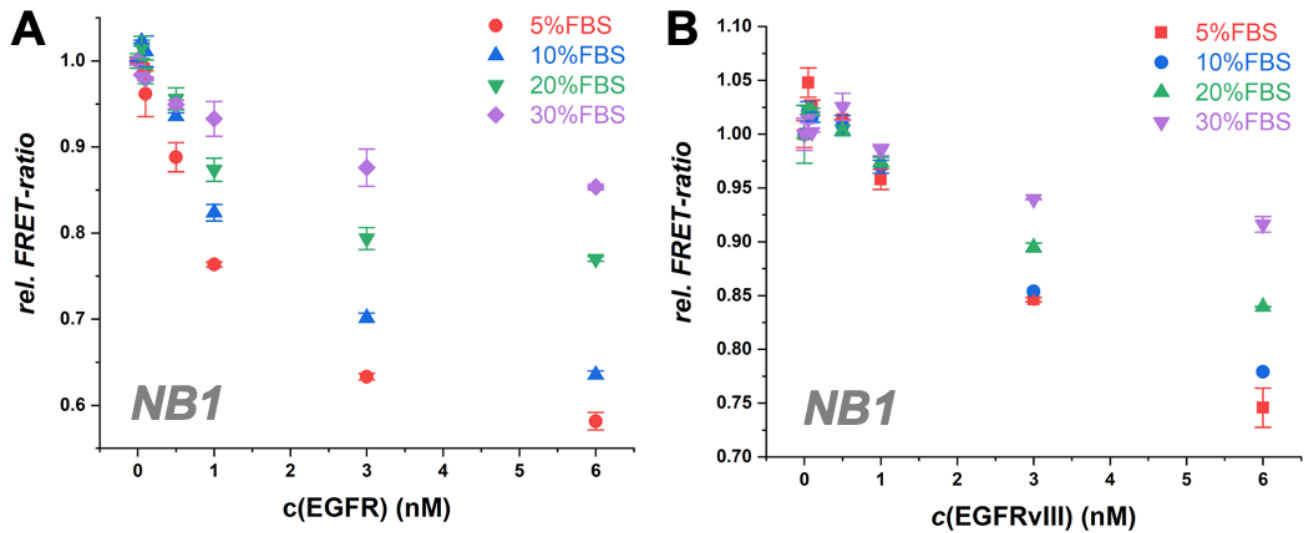 A
5%FBS
10%FBS
20%FBS
30%FBS
rel. FRET-ratio
1.0
0.9
0.8
0.7
0.6
NB1
0
1
2
3
4
5
6
c(EGFR) (nM)
B
5%FBS
10%FBS
20%FBS
30%FBS
rel. FRET-ratio
1.10
1.05
1.00
0.95
0.90
0.85
0.80
0.75
0.70
NB1
0
1
2
3
4
5
6
c(EGFRvIII) (nM)